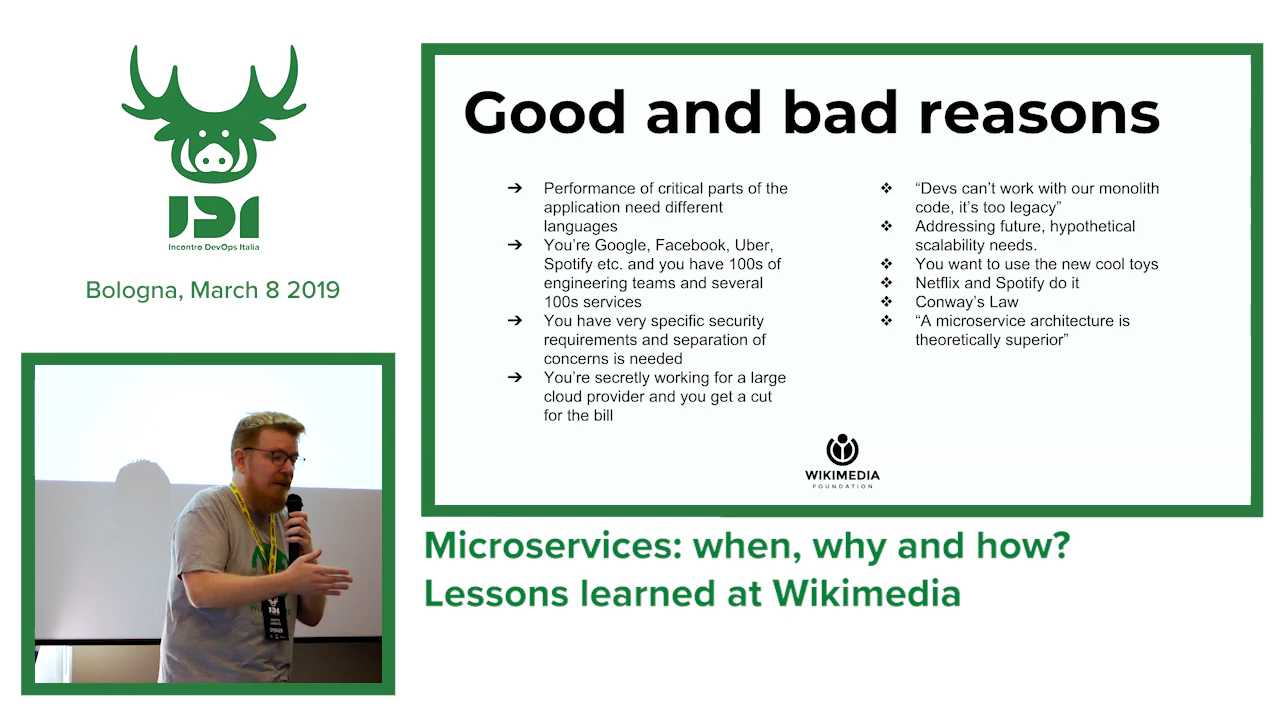 IDI
Incontro DevOps Italia
Bologna, March 8 2019
Good and bad reasons
➔ Performance of critical parts of the
application need different
languages
➔ You’re Google, Facebook, Uber,
Spotify etc. and you have 100s of
engineering teams and several
100s services
➔ You have very specific security
requirements and separation of
concerns is needed
➔ You’re secretly working for a large
cloud provider and you get a cut
for the bill
❖ “Devs can’t work with our monolith
code, it’s too legacy”
❖ Addressing future, hypothetical
scalability needs.
❖ You want to use the new cool toys
❖ Netflix and Spotify do it
❖ Conway’s Law
❖ “A microservice architecture is
theoretically superior”
WIKIMEDIA
FOUNDATION
Microservices: when, why and how?
Lessons learned at Wikimedia